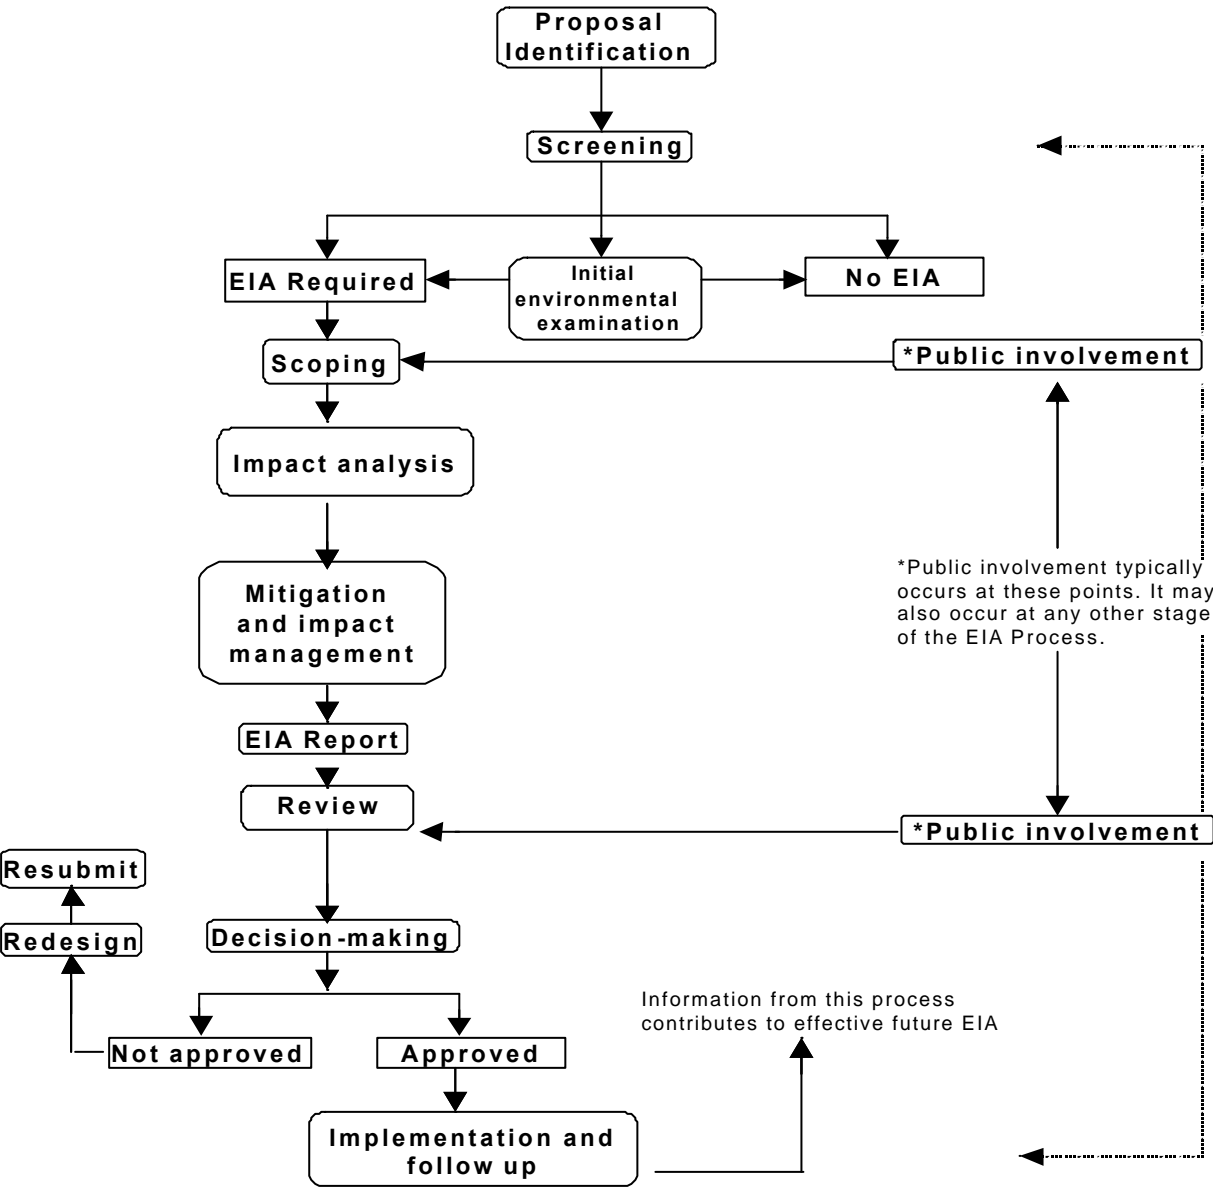 Proposal
Identification
Screening
EIA Required
Initial
environmental
examination
No EIA
Scoping
*Public involvement
Impact analysis
*Public involvement typically
occurs at these points. It may
also occur at any other stage
of the EIA Process.
Mitigation
and impact
management
EIA Report
Review
*Public involvement
Resubmit
Redesign
Decision-making
Information from this process
contributes to effective future EIA
Not approved
Approved
Implementation and
follow up